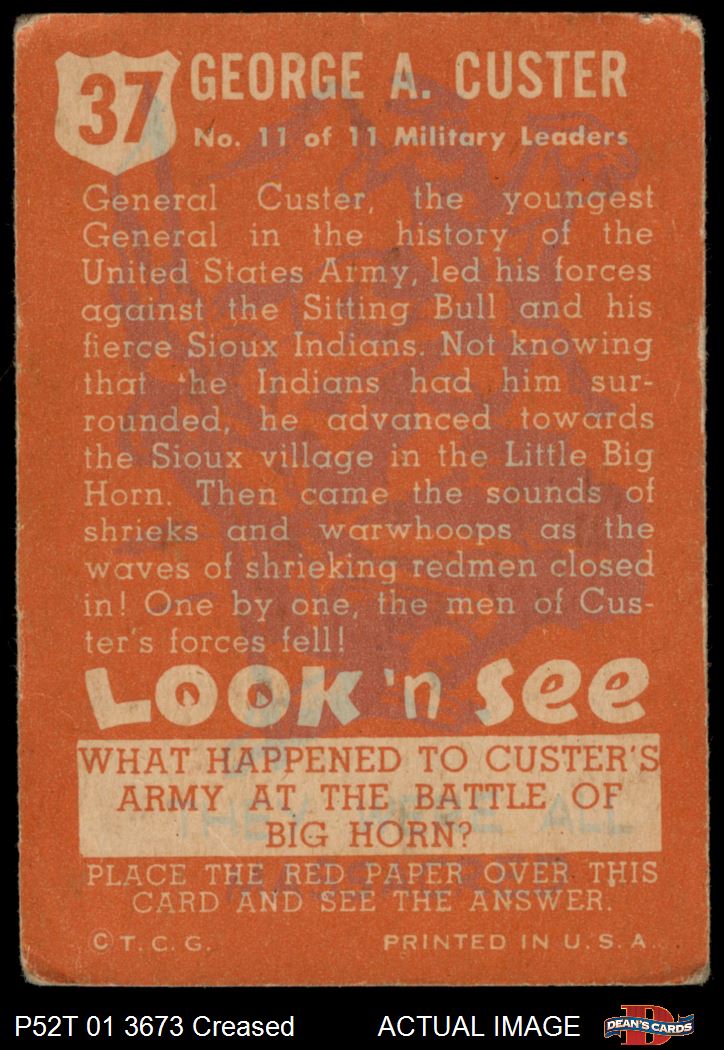 37
GEORGE A. CUSTER
No. 11 of 11 Military Leaders
General Custer, the youngest
General in the history of the
United States Army, led his forces
against the Sitting Bull and his
fierce Sioux Indians. Not knowing
that the Indians had him sur-
rounded, he advanced towards
the Sioux village in the Little Big
Horn. Then came the sounds of
shrieks and warwhoops as the
waves of shrieking redmen closed
in! One by one, the men of Cus-
ter's forces fell!
LOOK 'n SEE
WHAT HAPPENED TO CUSTER'S
ARMY AT THE BATTLE OF
BIG HORN?
THEY WERE ALL
MASSACRED
PLACE THE RED PAPER OVER THIS
CARD AND SEE THE ANSWER.
© T. C. G.
PRINTED IN U. S. A.
P52T 01 3673 Creased
ACTUAL IMAGE
D
DEAN'S CARDS